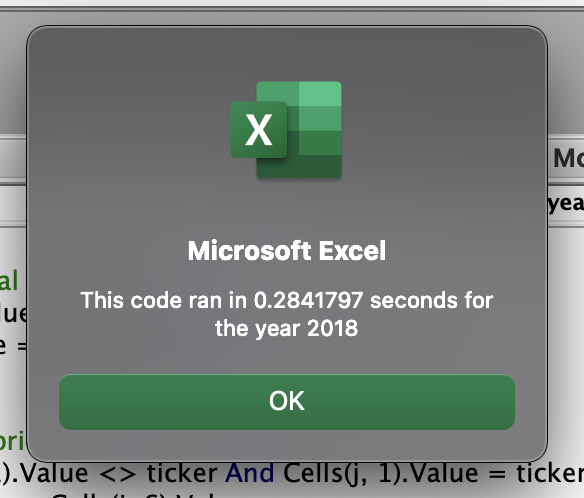 X
Mo
yea
Microsoft Excel
This code ran in 0.2841797 seconds for
the year 2018
OK
al
lue
e =
ori
).Value <> ticker And Cells(j, 1).Value = ticker